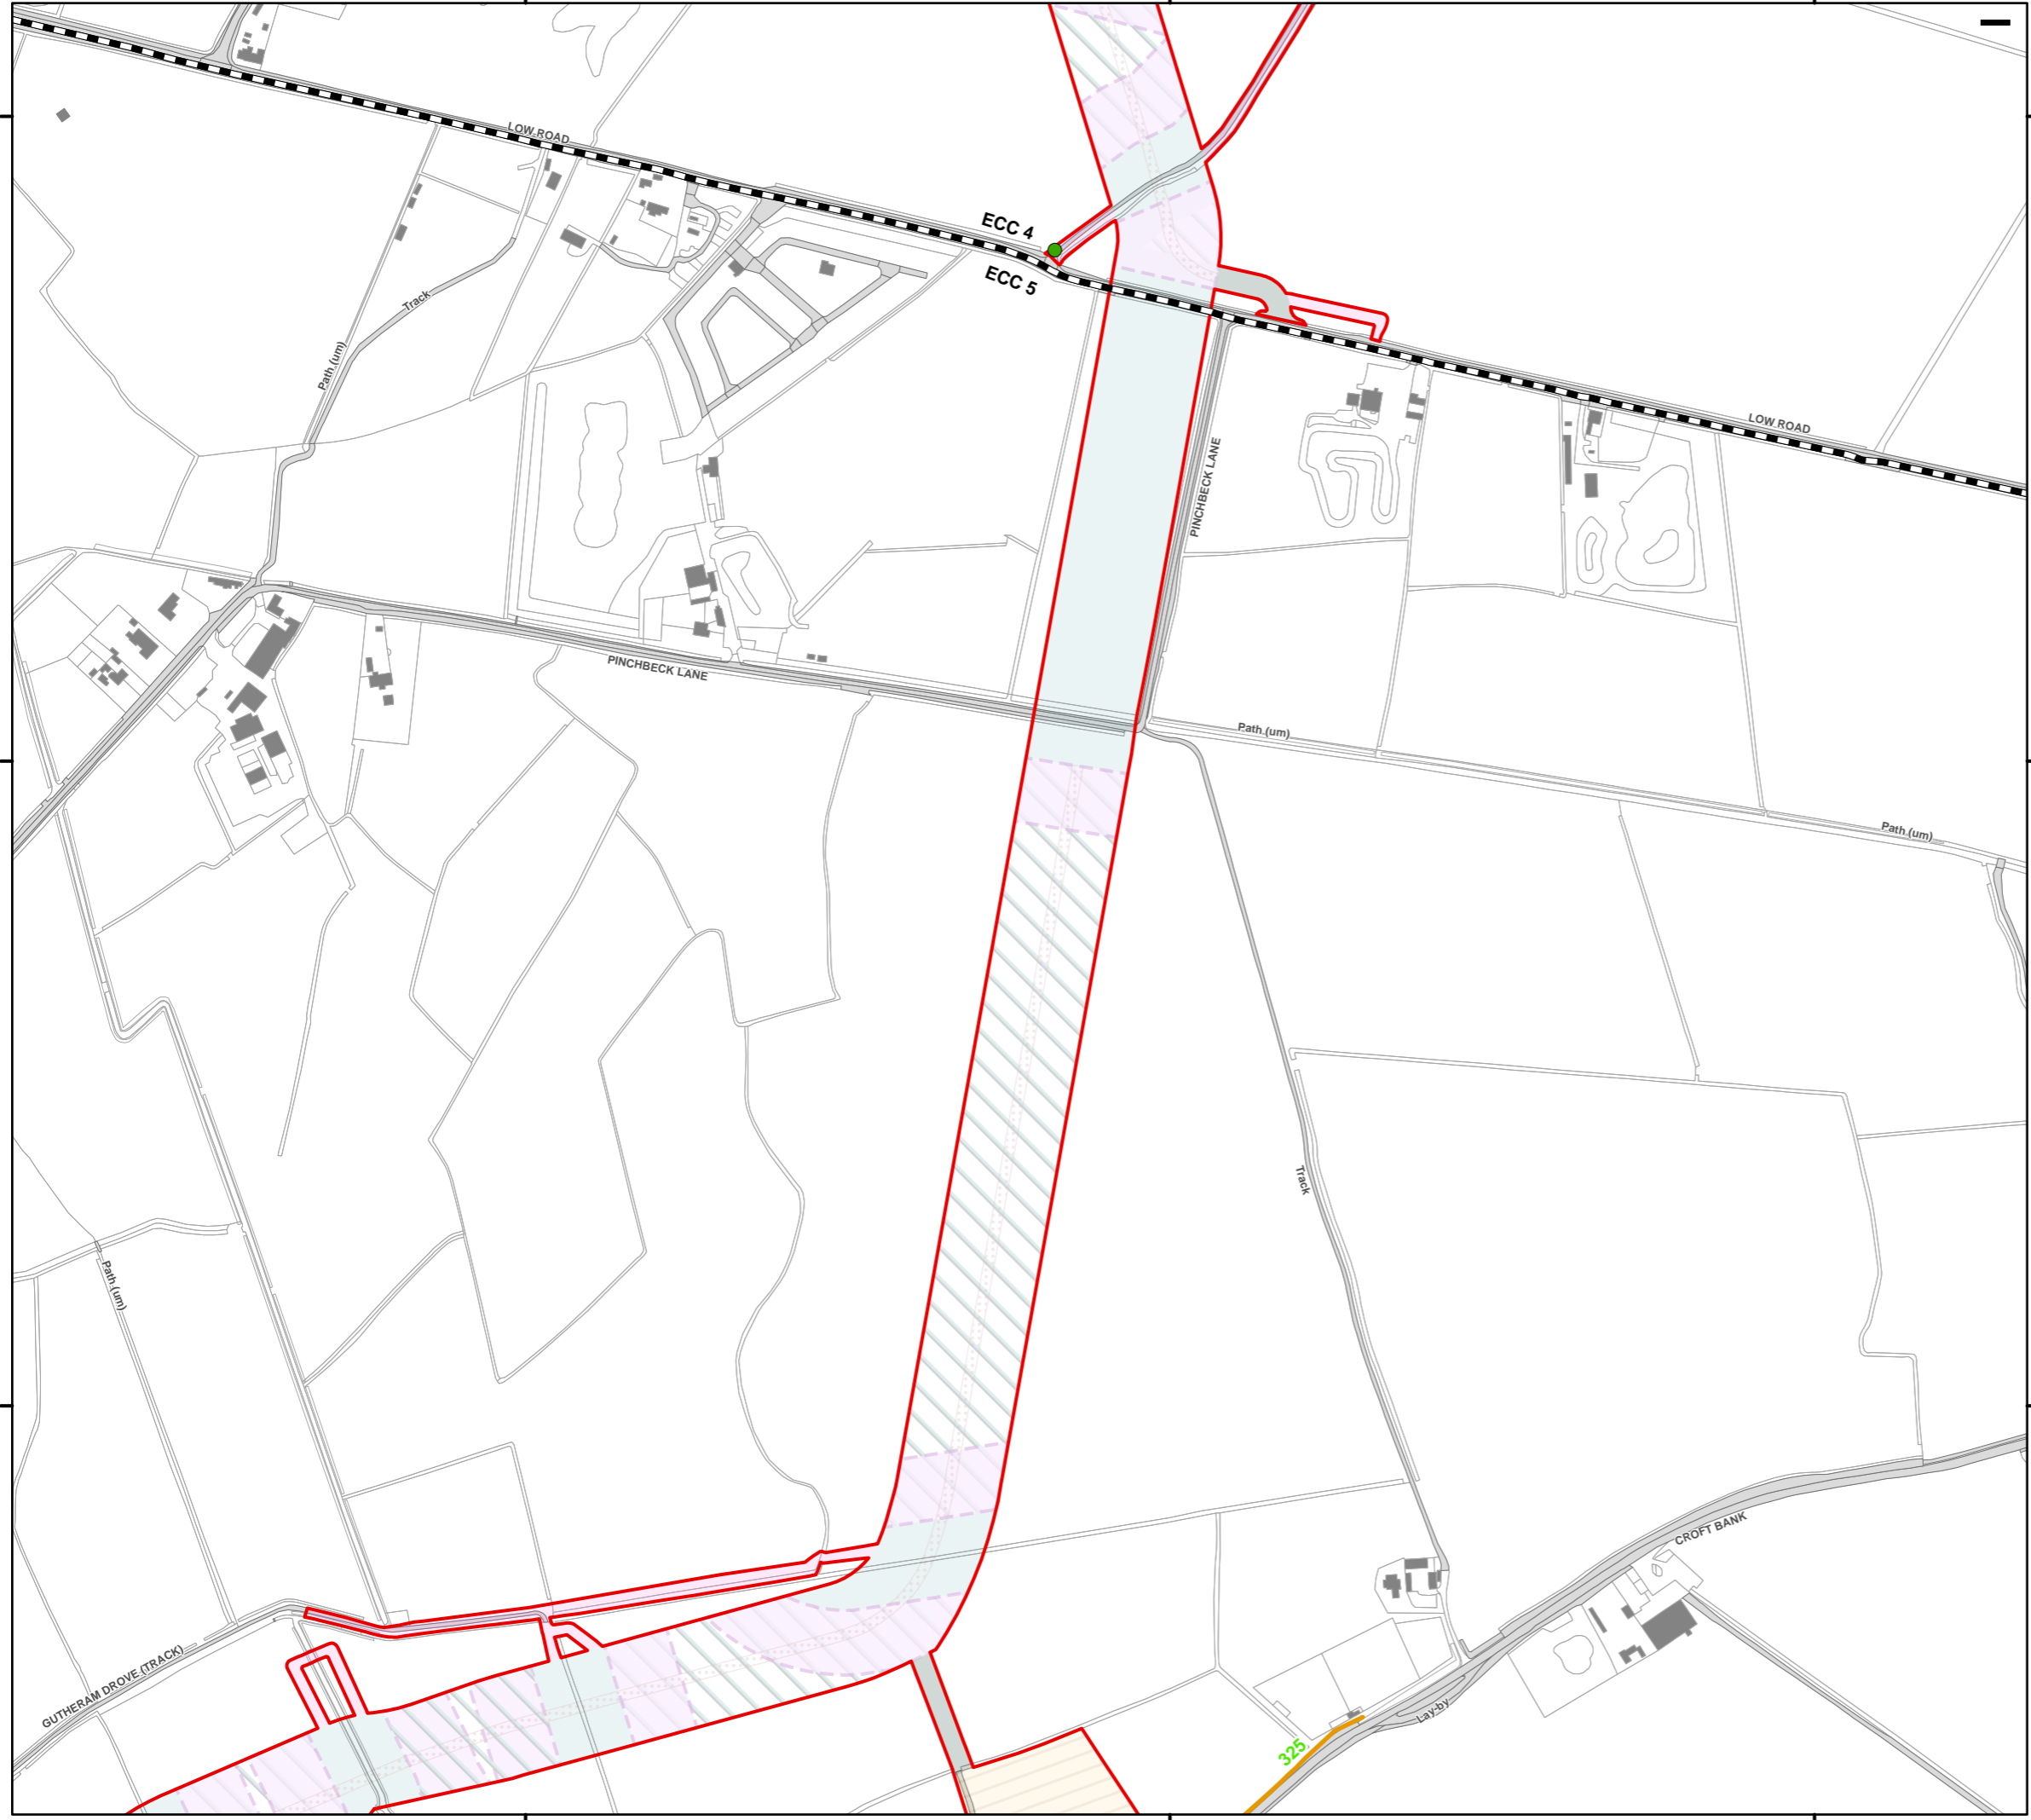 LOW ROAD
ECC 4
ECC 5
Track
Path (um)
LOW ROAD
PINCHBECK LANE
PINCHBECK LANE
Path (um)
Path (um)
Track
Path (um)
CROFT BANK
GUTHERAM DROVE (TRACK)
Lay-by
325